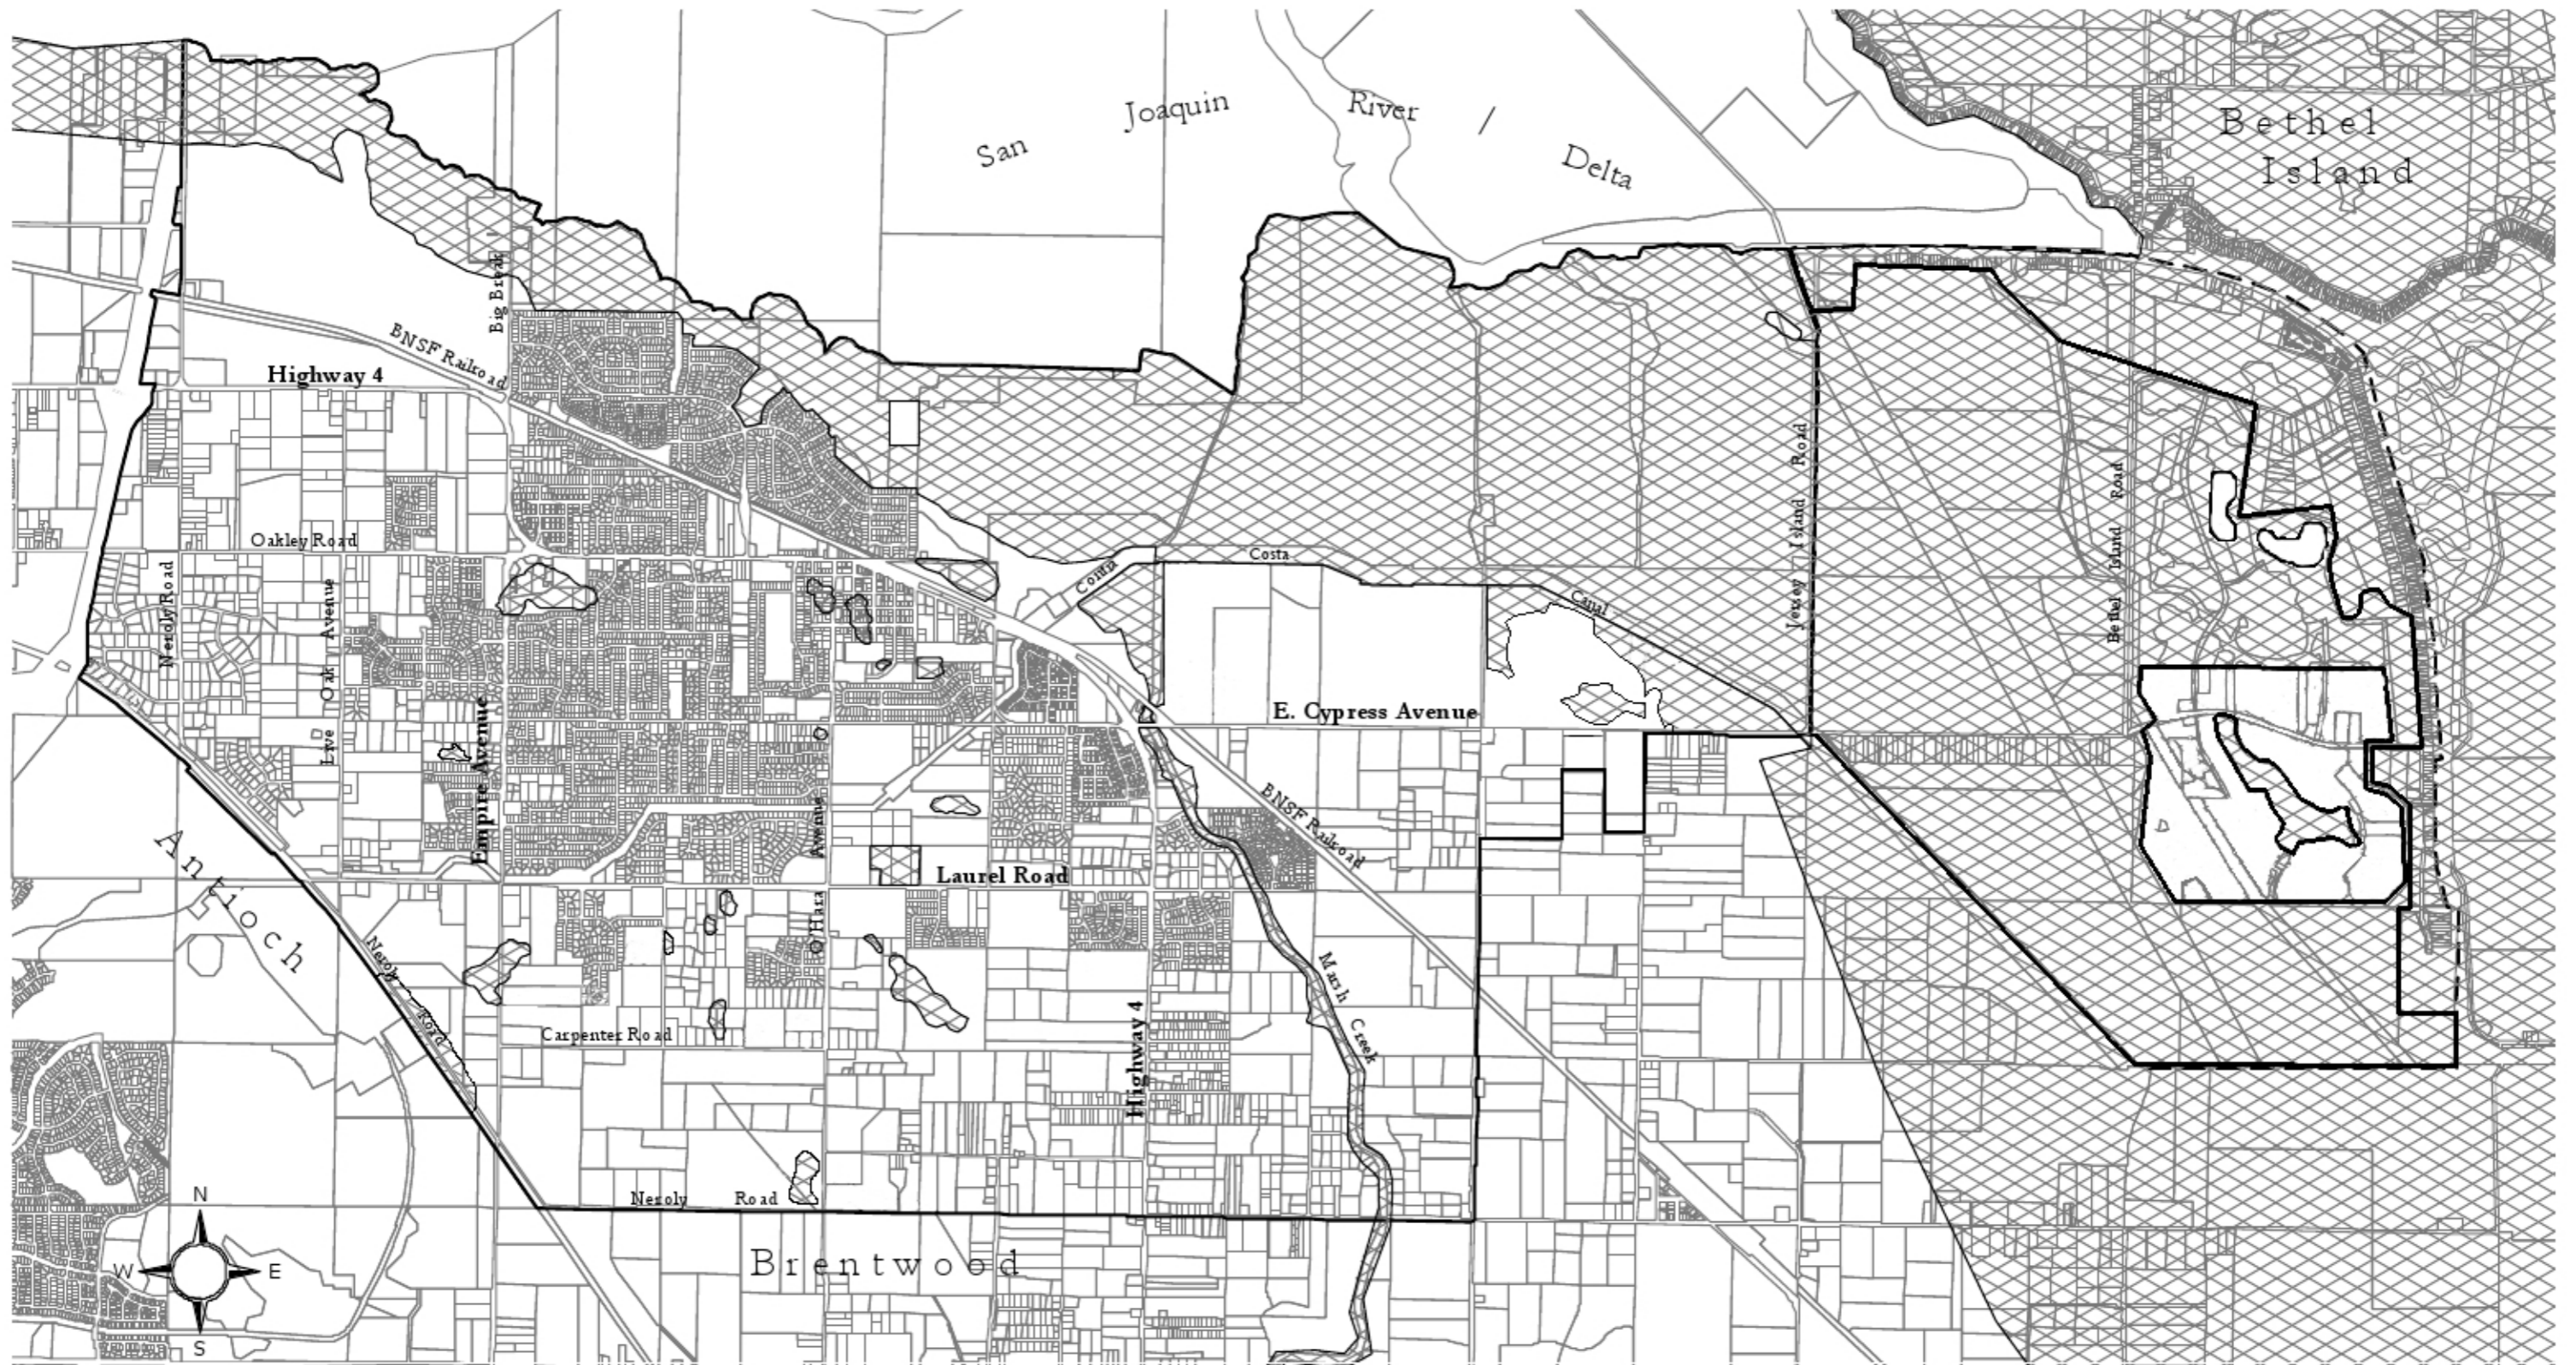 San Joaquin River / Delta
Bethel
Island
Big Break
BNSF Railroad
Highway 4
Oakley Road
Neroly Road
Live Oak Avenue
Empire Avenue
Contra Costa Canal
Jersey Island Road
Bethel Island Road
E. Cypress Avenue
BNSF Railroad
O'Hara Avenue
Laurel Road
Antioch
Neroly Road
Carpenter Road
Highway 4
Marsh Creek
Neroly Road
Brentwood
N
W E
S